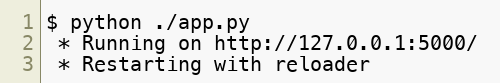 1 $ python ./app.py
2  * Running on http://127.0.0.1:5000/
3  * Restarting with reloader